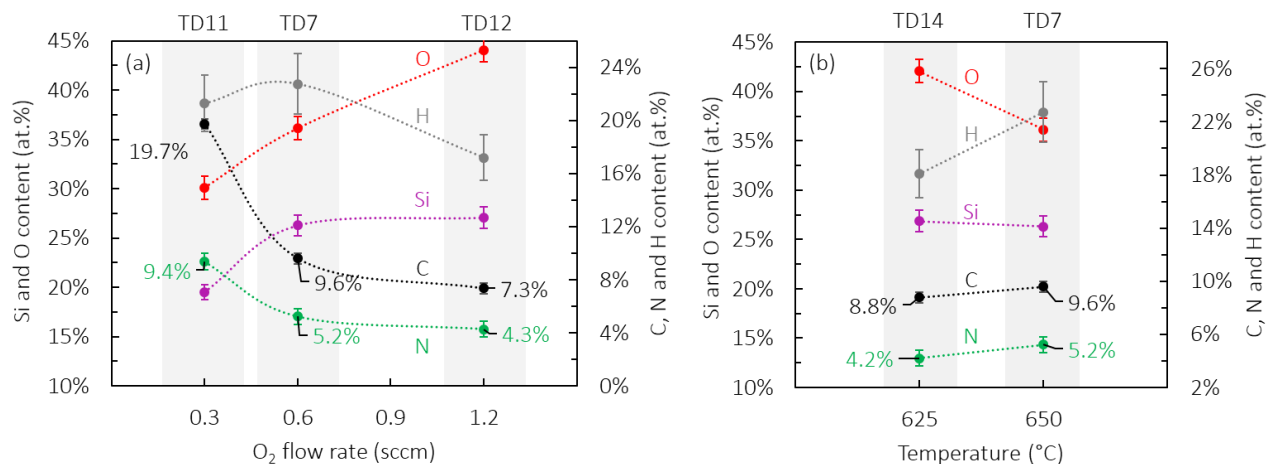 TD11 TD7 TD12
(a)
Si and O content (at.%)
45%
40%
35%
30%
25%
20%
15%
10%
O
H
Si
C
N
19.7%
9.4%
9.6%
5.2%
7.3%
4.3%
24%
20%
16%
12%
8%
4%
0%
C, N and H content (at.%)
0.3 0.6 0.9 1.2
O₂ flow rate (sccm)
TD14 TD7
(b)
Si and O content (at.%)
45%
40%
35%
30%
25%
20%
15%
10%
O
H
Si
C
N
8.8%
9.6%
4.2%
5.2%
26%
22%
18%
14%
10%
6%
2%
C, N and H content (at.%)
625 650
Temperature (°C)